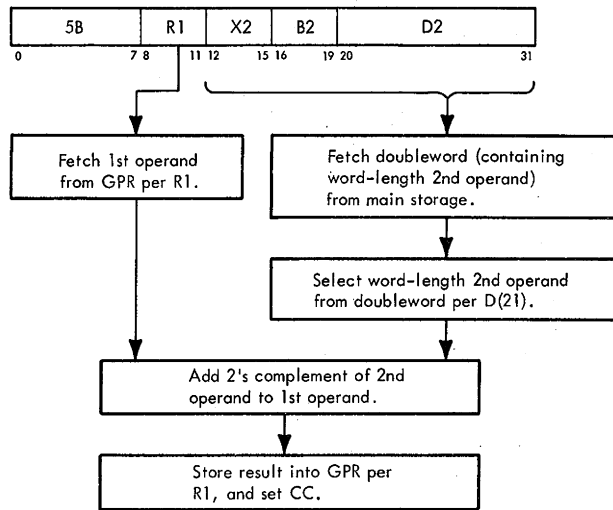 5B R1 X2 B2 D2
0 7 8 11 12 15 16 19 20 31
Fetch 1st operand
from GPR per R1.
Fetch doubleword (containing
word-length 2nd operand)
from main storage.
Select word-length 2nd operand
from doubleword per D(21).
Add 2's complement of 2nd
operand to 1st operand.
Store result into GPR per
R1, and set CC.